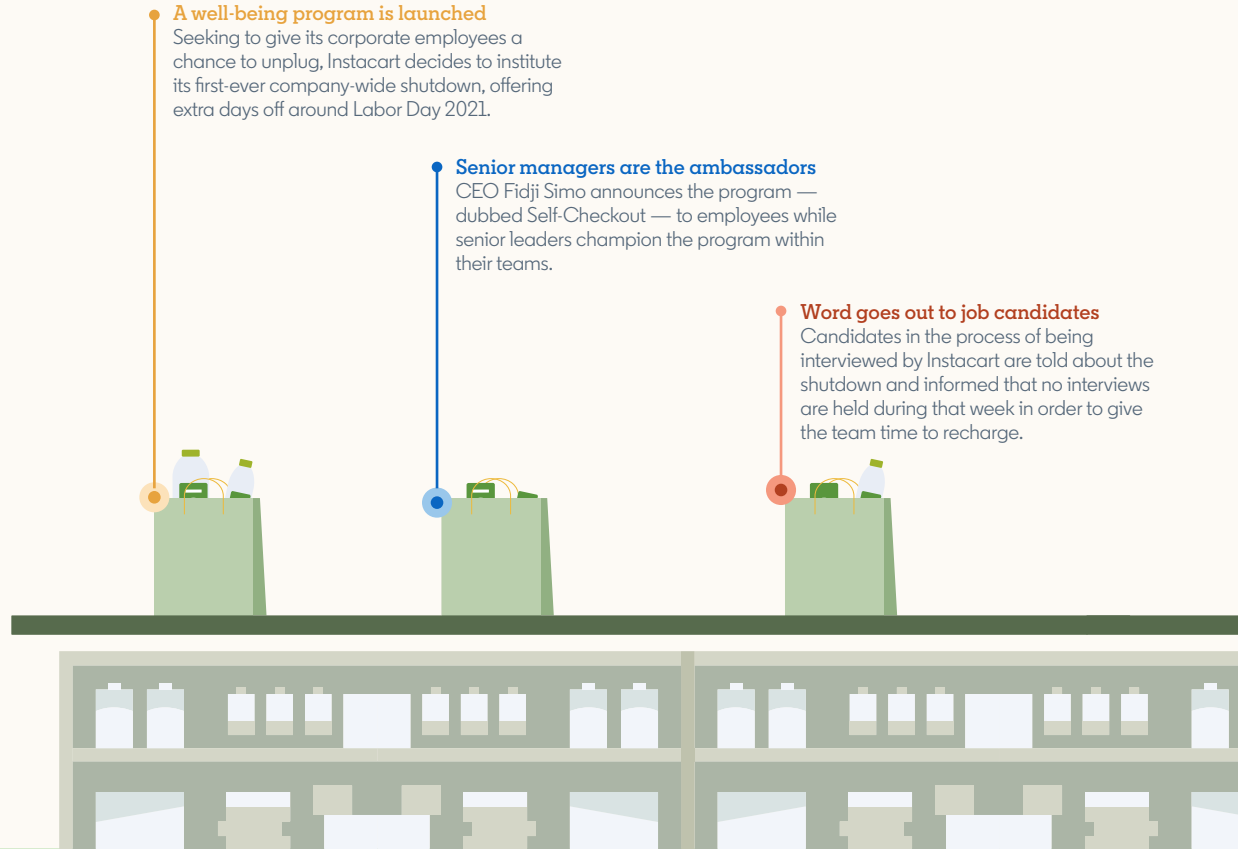 A well-being program is launched
Seeking to give its corporate employees a
chance to unplug, Instacart decides to institute
its first-ever company-wide shutdown, offering
extra days off around Labor Day 2021.
Senior managers are the ambassadors
CEO Fidji Simo announces the program —
dubbed Self-Checkout — to employees while
senior leaders champion the program within
their teams.
Word goes out to job candidates
Candidates in the process of being
interviewed by Instacart are told about the
shutdown and informed that no interviews
are held during that week in order to give
the team time to recharge.